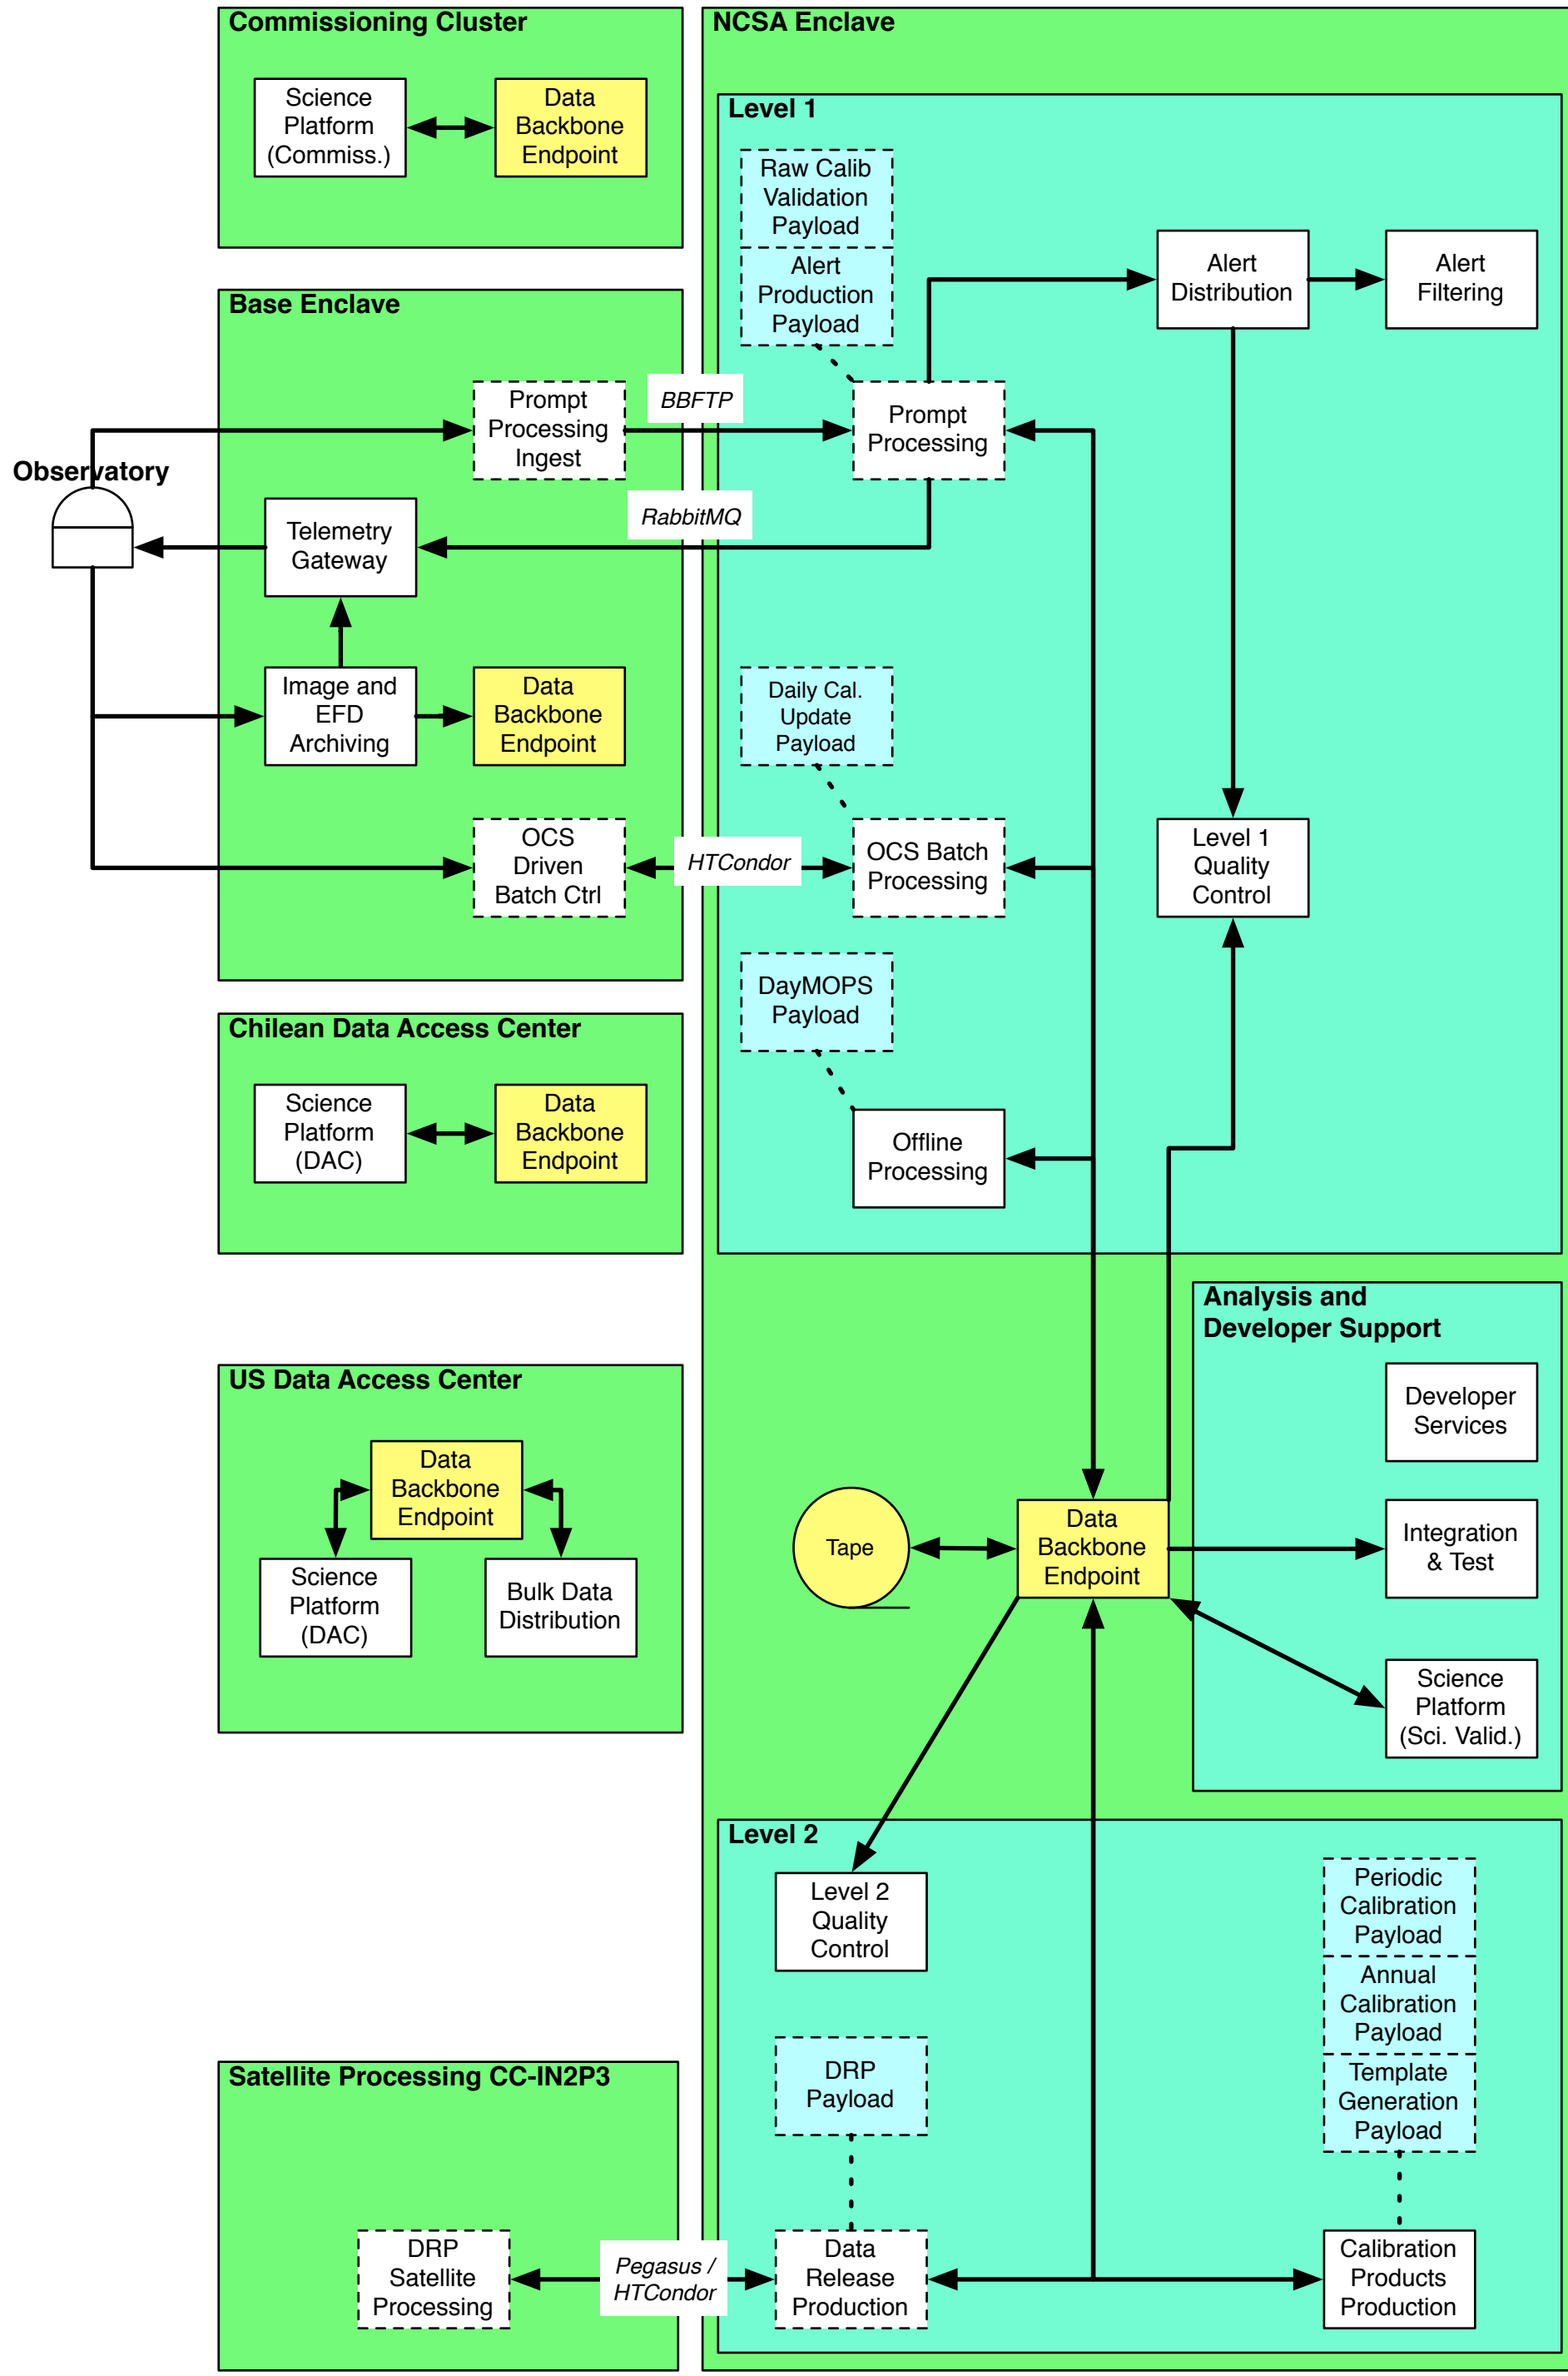 Commissioning Cluster
Science
Platform
(Commiss.)
Data
Backbone
Endpoint
Base Enclave
Prompt
Processing
Ingest
BBFTP
Observatory
Telemetry
Gateway
RabbitMQ
Image and
EFD
Archiving
Data
Backbone
Endpoint
OCS
Driven
Batch Ctrl
HTCondor
Chilean Data Access Center
Science
Platform
(DAC)
Data
Backbone
Endpoint
US Data Access Center
Data
Backbone
Endpoint
Science
Platform
(DAC)
Bulk Data
Distribution
Satellite Processing CC-IN2P3
DRP
Satellite
Processing
Pegasus /
HTCondor
NCSA Enclave
Level 1
Raw Calib
Validation
Payload
Alert
Production
Payload
Alert
Distribution
Alert
Filtering
Prompt
Processing
Daily Cal.
Update
Payload
OCS Batch
Processing
Level 1
Quality
Control
DayMOPS
Payload
Offline
Processing
Analysis and
Developer Support
Developer
Services
Tape
Data
Backbone
Endpoint
Integration
& Test
Science
Platform
(Sci. Valid.)
Level 2
Level 2
Quality
Control
Periodic
Calibration
Payload
Annual
Calibration
Payload
Template
Generation
Payload
DRP
Payload
Data
Release
Production
Calibration
Products
Production